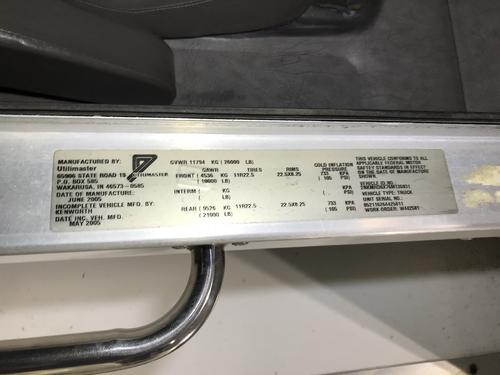 MANUFACTURED BY:
Utilimaster
65906 STATE ROAD 19
P.O. BOX 585
WAKARUSA, IN 46573-0585
DATE OF MANUFACTURE:
JUNE 2005
INCOMPLETE VEHICLE MFD. BY:
KENWORTH
DATE INC. VEH. MFD.
MAY 2005
UTILIMASTER
GVWR 11794 KG (26000 LB)
GAWR TIRES RIMS COLD INFLATION PRESSURE
FRONT (4536 KG 11R22.5 22.5X8.25 733 KPA
(10000 LB) (105 PSI)
INTERM ( KG KPA
( LB) ( PSI)
REAR (9526 KG 11R22.5 22.5X8.25 733 KPA
(21000 LB) (105 PSI)
THIS VEHICLE CONFORMS TO ALL
APPLICABLE FEDERAL MOTOR
SAFETY STANDARDS IN EFFECT
ON THE DATE OF MANUFACTURE
VEHICLE TYPE: TRUCK
UNIT SERIAL NO.:
WORK ORDER: